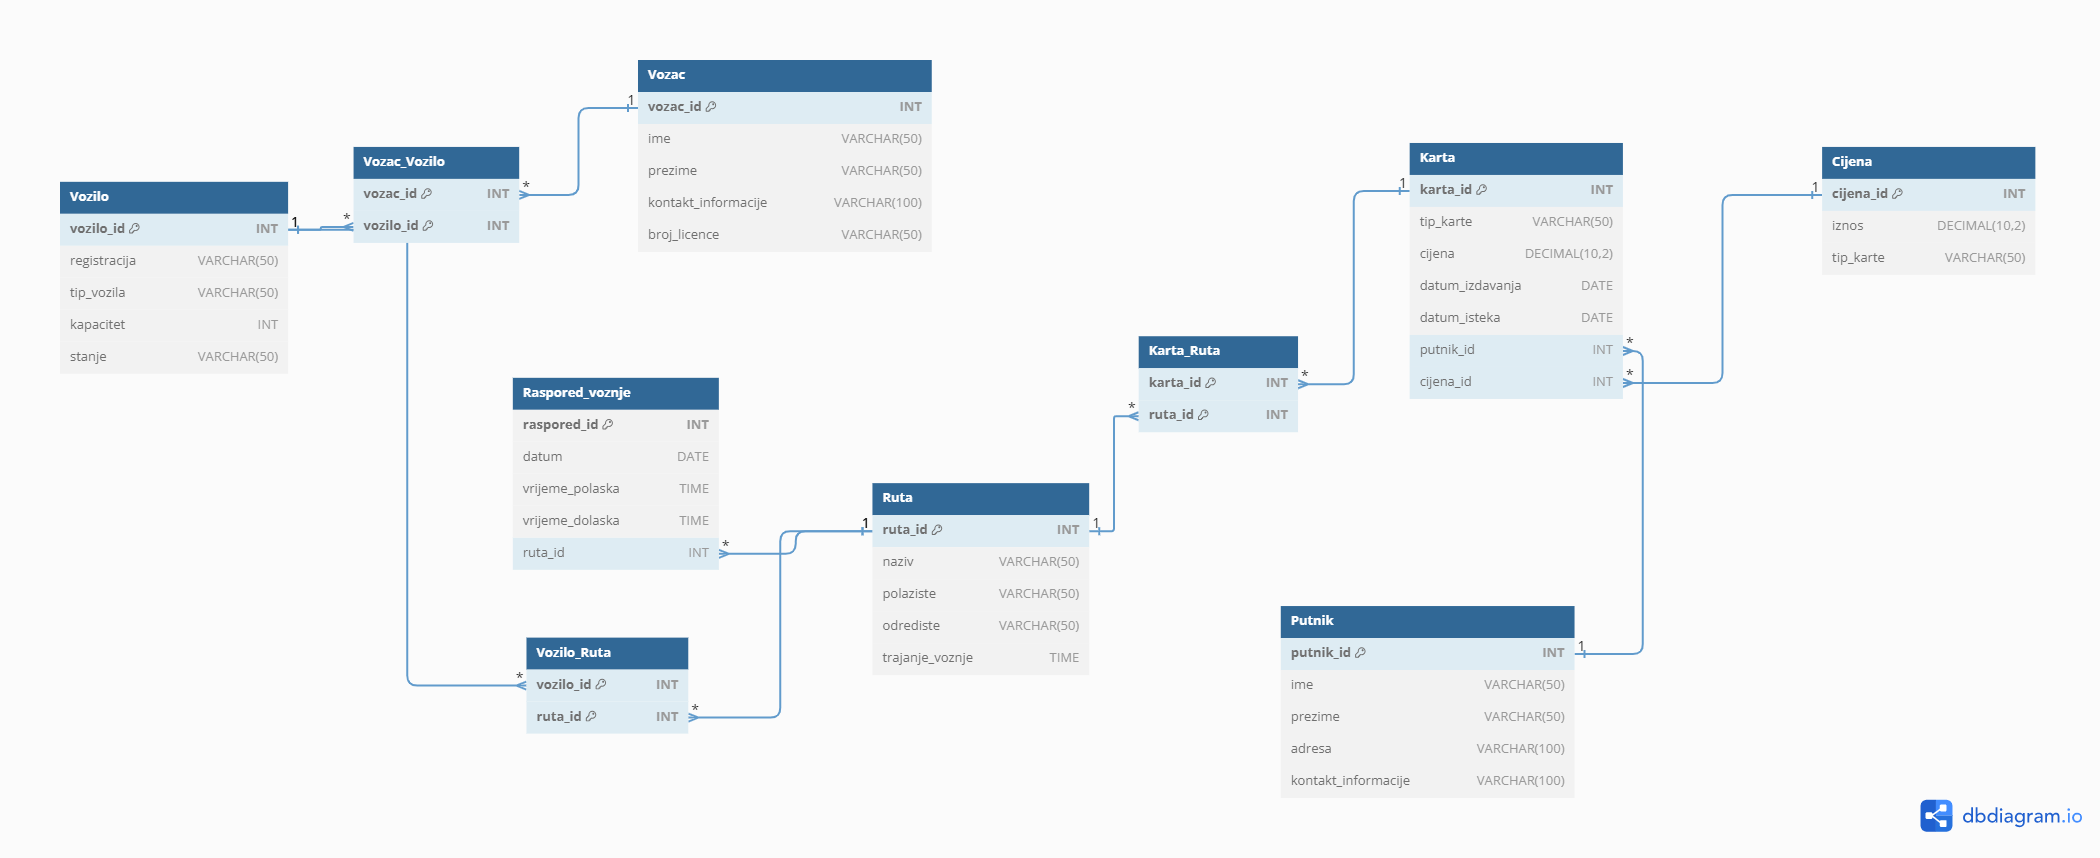 Vozilo
vozilo_id INT
registracija VARCHAR(50)
tip_vozila VARCHAR(50)
kapacitet INT
stanje VARCHAR(50)
1
*
Vozac_Vozilo
vozac_id INT
vozilo_id INT
*
1
Vozac
vozac_id INT
ime VARCHAR(50)
prezime VARCHAR(50)
kontakt_informacije VARCHAR(100)
broj_licence VARCHAR(50)
Raspored_voznje
raspored_id INT
datum DATE
vrijeme_polaska TIME
vrijeme_dolaska TIME
ruta_id INT
*
1
Vozilo_Ruta
*
vozilo_id INT
ruta_id INT
*
Ruta
ruta_id INT
naziv VARCHAR(50)
polaziste VARCHAR(50)
odrediste VARCHAR(50)
trajanje_voznje TIME
1
*
Karta_Ruta
karta_id INT
ruta_id INT
*
1
Karta
karta_id INT
tip_karte VARCHAR(50)
cijena DECIMAL(10,2)
datum_izdavanja DATE
datum_isteka DATE
putnik_id INT
cijena_id INT
*
*
1
Cijena
cijena_id INT
iznos DECIMAL(10,2)
tip_karte VARCHAR(50)
Putnik
putnik_id INT
ime VARCHAR(50)
prezime VARCHAR(50)
adresa VARCHAR(100)
kontakt_informacije VARCHAR(100)
1
dbdiagram.io